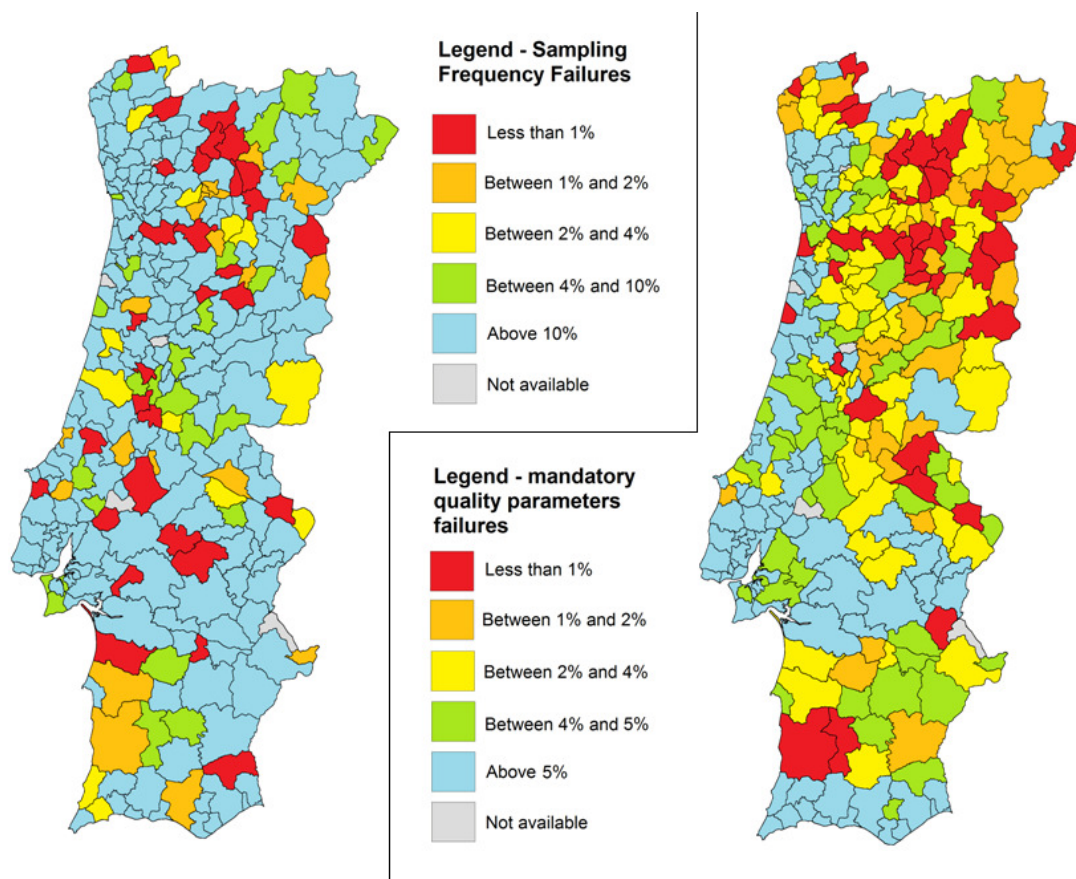 Legend - Sampling
Frequency Failures
Less than 1%
Between 1% and 2%
Between 2% and 4%
Between 4% and 10%
Above 10%
Not available
Legend - mandatory
quality parameters
failures
Less than 1%
Between 1% and 2%
Between 2% and 4%
Between 4% and 5%
Above 5%
Not available